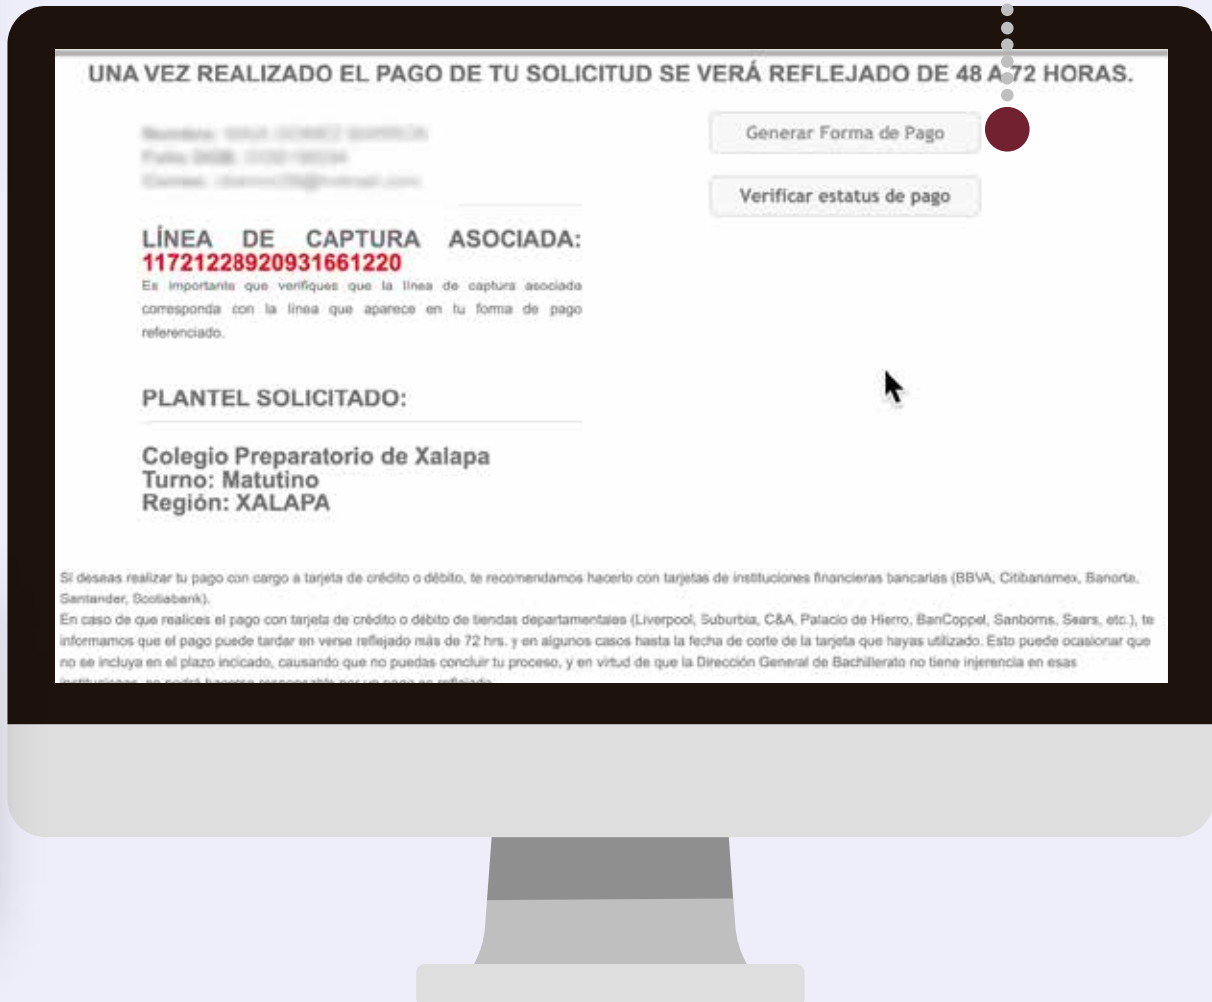 UNA VEZ REALIZADO EL PAGO DE TU SOLICITUD SE VERÁ REFLEJADO DE 48 A 72 HORAS.
Generar Forma de Pago
Verificar estatus de pago
LÍNEA DE CAPTURA ASOCIADA:
11721228920931661220
Es importante que verifiques que la línea de captura asociada
corresponda con la línea que aparece en tu forma de pago
referenciado.
PLANTEL SOLICITADO:
Colegio Preparatorio de Xalapa
Turno: Matutino
Región: XALAPA
Si deseas realizar tu pago con cargo a tarjeta de crédito o débito, te recomendamos hacerlo con tarjetas de instituciones financieras bancarias (BBVA, Citibanamex, Banorte,
Santander, Scotiabank).
En caso de que realices el pago con tarjeta de crédito o débito de tiendas departamentales (Liverpool, Suburbia, C&A, Palacio de Hierro, BanCoppel, Sanborns, Sears, etc.), te
informamos que el pago puede tardar en verse reflejado más de 72 hrs. y en algunos casos hasta la fecha de corte de la tarjeta que hayas utilizado. Esto puede ocasionar que
no se incluya en el plazo incicado, causando que no puedas concluir tu proceso, y en virtud de que la Dirección General de Bachillerato no tiene injerencia en esas